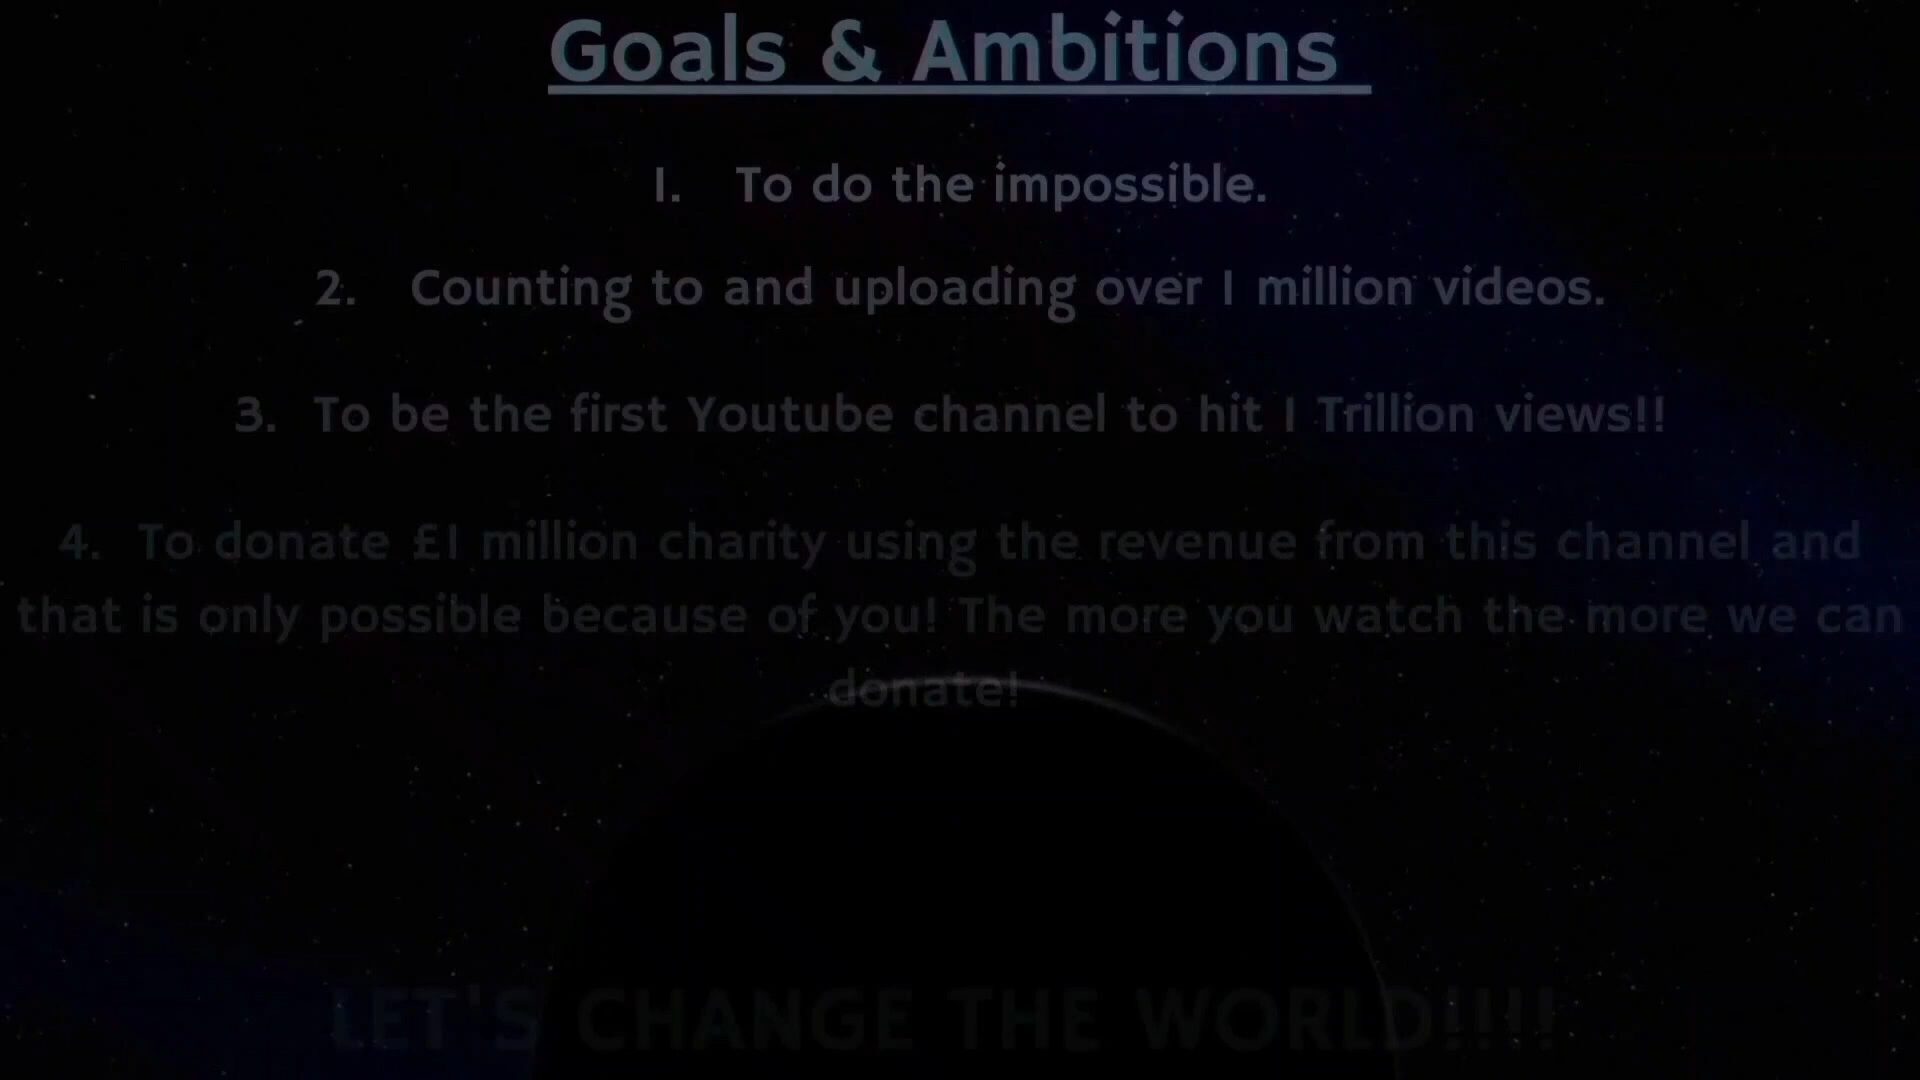 Goals & Ambitions
1. To do the impossible.
2. Counting to and uploading over 1 million videos.
3. To be the first Youtube channel to hit 1 Trillion views!!
4. To donate £1 million charity using the revenue from this channel and
that is only possible because of you! The more you watch the more we can
donate!
LET'S CHANGE THE WORLD!!!!